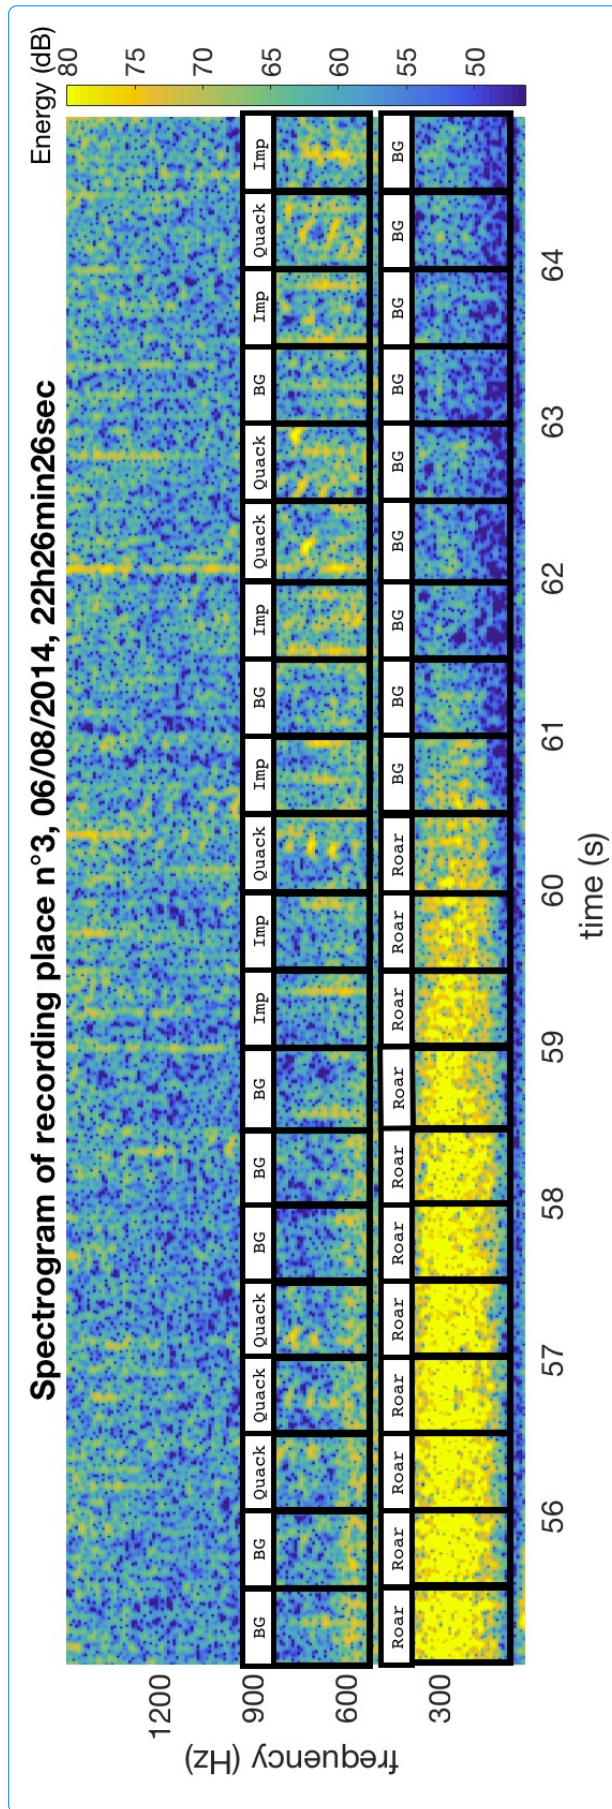 Spectrogram of recording place n°3, 06/08/2014, 22h26min26sec
Energy (dB)
80
75
70
65
60
55
50
frequency (Hz)
1200
900
600
300
BG BG Quack Quack Quack BG BG BG Imp Imp Quack Imp BG Imp Quack Quack BG Imp Quack Imp
Roar Roar Roar Roar Roar Roar Roar Roar Roar Roar Roar BG BG BG BG BG BG BG BG BG
56 57 58 59 60 61 62 63 64
time (s)